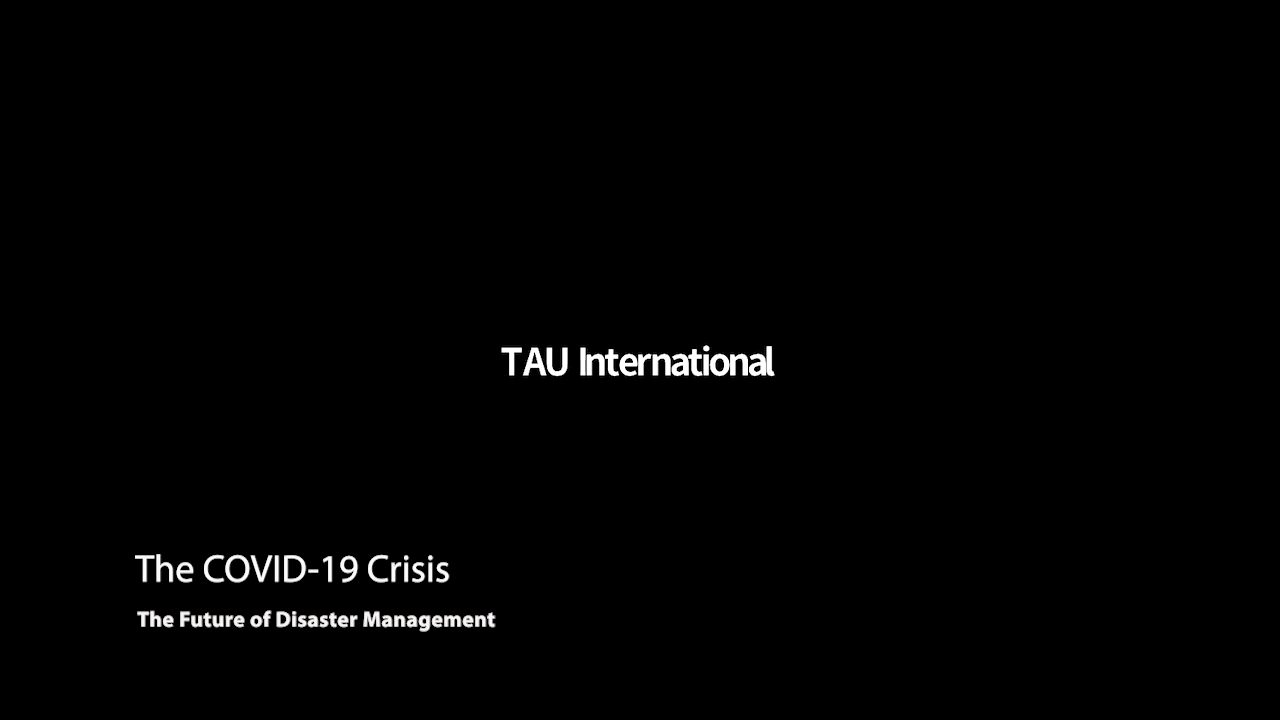 TAU International
The COVID-19 Crisis
The Future of Disaster Management